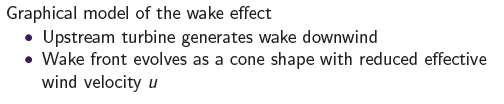 Graphical model of the wake effect
• Upstream turbine generates wake downwind
• Wake front evolves as a cone shape with reduced effective
wind velocity u